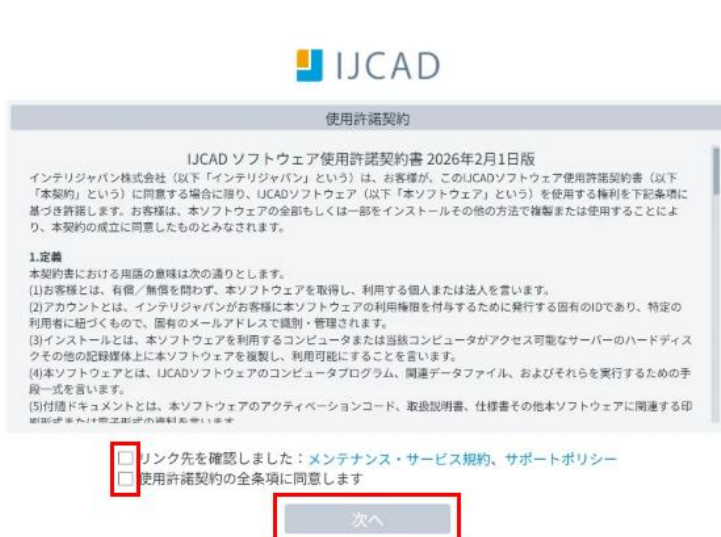 IJCAD
使用許諾契約
IJCAD ソフトウェア使用許諾契約書 2026年2月1日版
インテリジャパン株式会社（以下「インテリジャパン」という）は、お客様が、このIJCADソフトウェア使用許諾契約書（以下
「本契約」という）に同意する場合に限り、IJCADソフトウェア（以下「本ソフトウェア」という）を使用する権利を下記条項に
基づき許諾します。お客様は、本ソフトウェアの全部もしくは一部をインストールその他の方法で複製または使用することによ
り、本契約の成立に同意したものとみなされます。
1.定義
本契約書における用語の意味は次の通りとします。
(1)お客様とは、有償／無償を問わず、本ソフトウェアを取得し、利用する個人または法人を言います。
(2)アカウントとは、インテリジャパンがお客様に本ソフトウェアの利用権限を付与するために発行する固有のIDであり、特定の
利用者に紐づくもので、固有のメールアドレスで識別・管理されます。
(3)インストールとは、本ソフトウェアを利用するコンピュータまたは当該コンピュータがアクセス可能なサーバーのハードディス
クその他の記録媒体上に本ソフトウェアを複製し、利用可能にすることを言います。
(4)本ソフトウェアとは、IJCADソフトウェアのコンピュータプログラム、関連データファイル、およびそれらを実行するための手
段一式を言います。
(5)付随ドキュメントとは、本ソフトウェアのアクティベーションコード、取扱説明書、仕様書その他本ソフトウェアに関連する印
刷形式または電子形式の資料を言います
リンク先を確認しました：メンテナンス・サービス規約、サポートポリシー
使用許諾契約の全条項に同意します
次へ